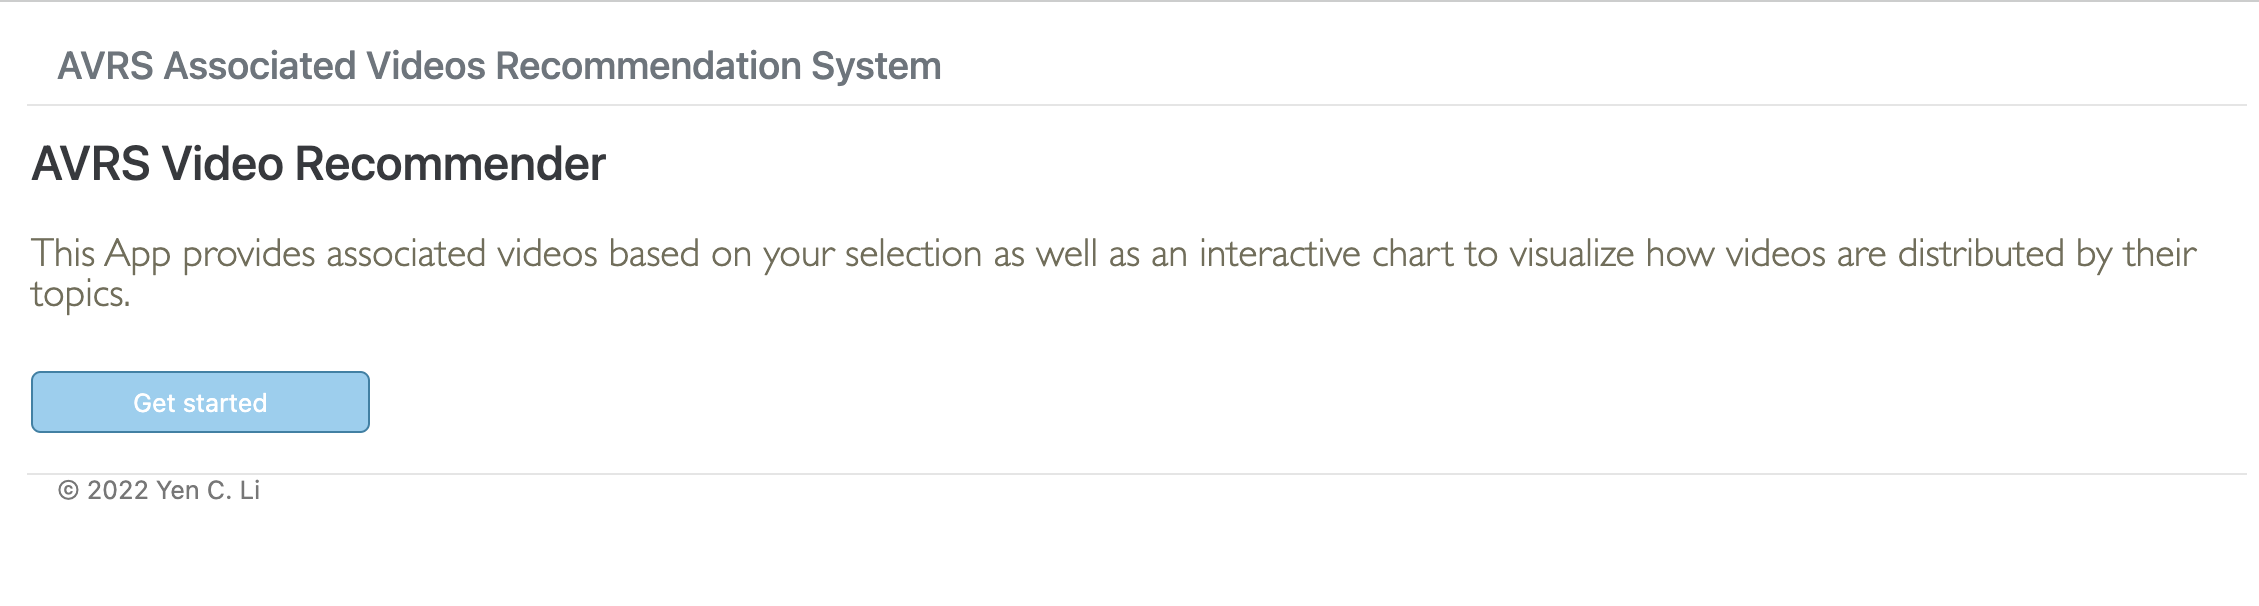 AVRS Associated Videos Recommendation System
AVRS Video Recommender
This App provides associated videos based on your selection as well as an interactive chart to visualize how videos are distributed by their
topics.
Get started
© 2022 Yen C. Li